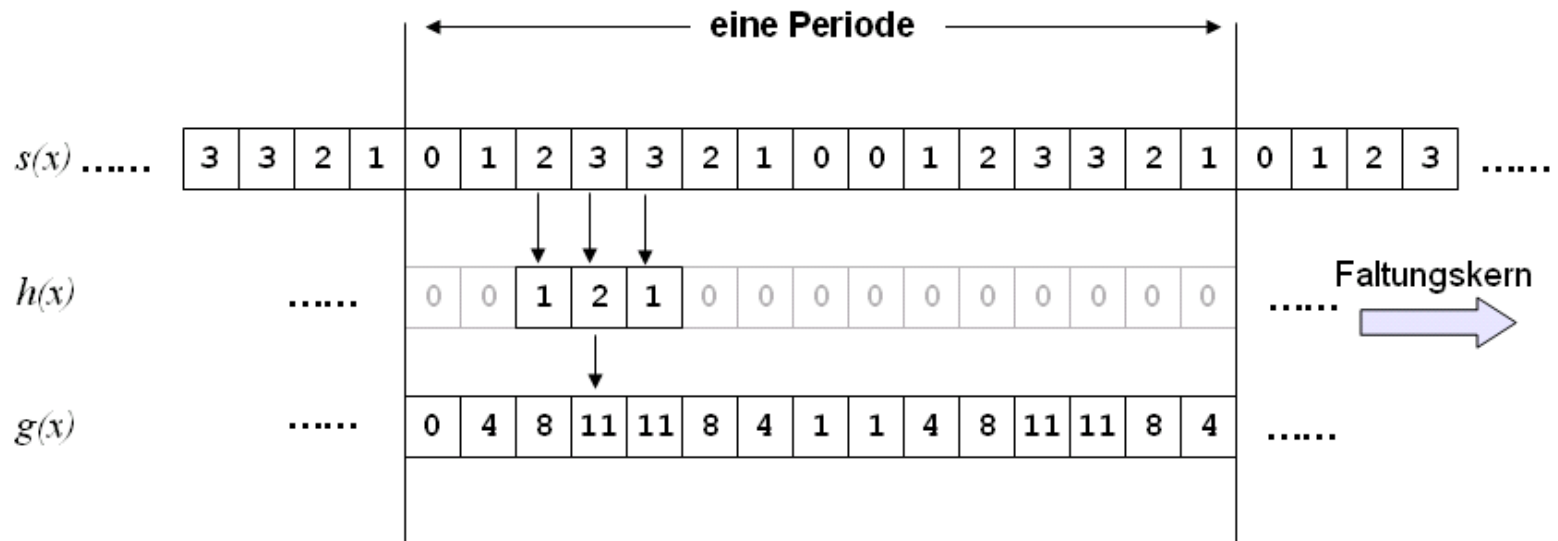 eine Periode
s(x) ...... 3 3 2 1 0 1 2 3 3 2 1 0 0 1 2 3 3 2 1 0 1 2 3 ......
h(x) ...... 0 0 1 2 1 0 0 0 0 0 0 0 0 0 0 ...... Faltungskern
g(x) ...... 0 4 8 11 11 8 4 1 1 4 8 11 11 8 4 ......